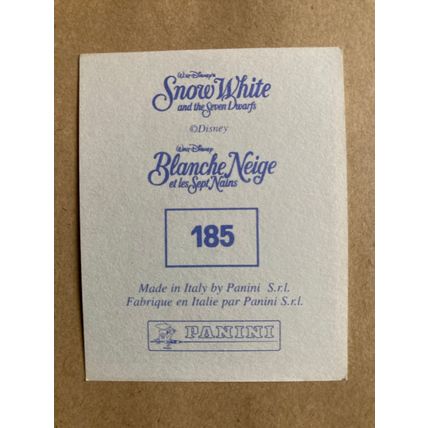 Walt Disney's
Snow White
and the Seven Dwarfs
©Disney
Walt Disney
Blanche Neige
et les Sept Nains
185
Made in Italy by Panini S.r.l.
Fabrique en Italie par Panini S.r.l.
PANINI